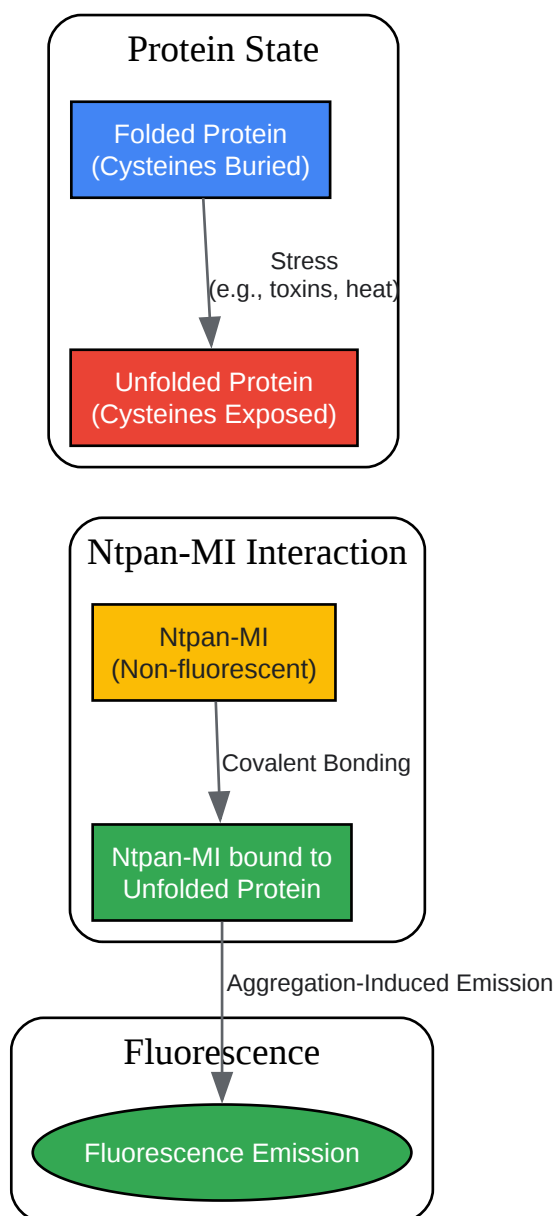 Protein State
Folded Protein
(Cysteines Buried)
Stress
(e.g., toxins, heat)
Unfolded Protein
(Cysteines Exposed)
Ntpan-MI Interaction
Ntpan-MI
(Non-fluorescent)
Covalent Bonding
Ntpan-MI bound to
Unfolded Protein
Aggregation-Induced Emission
Fluorescence
Fluorescence Emission